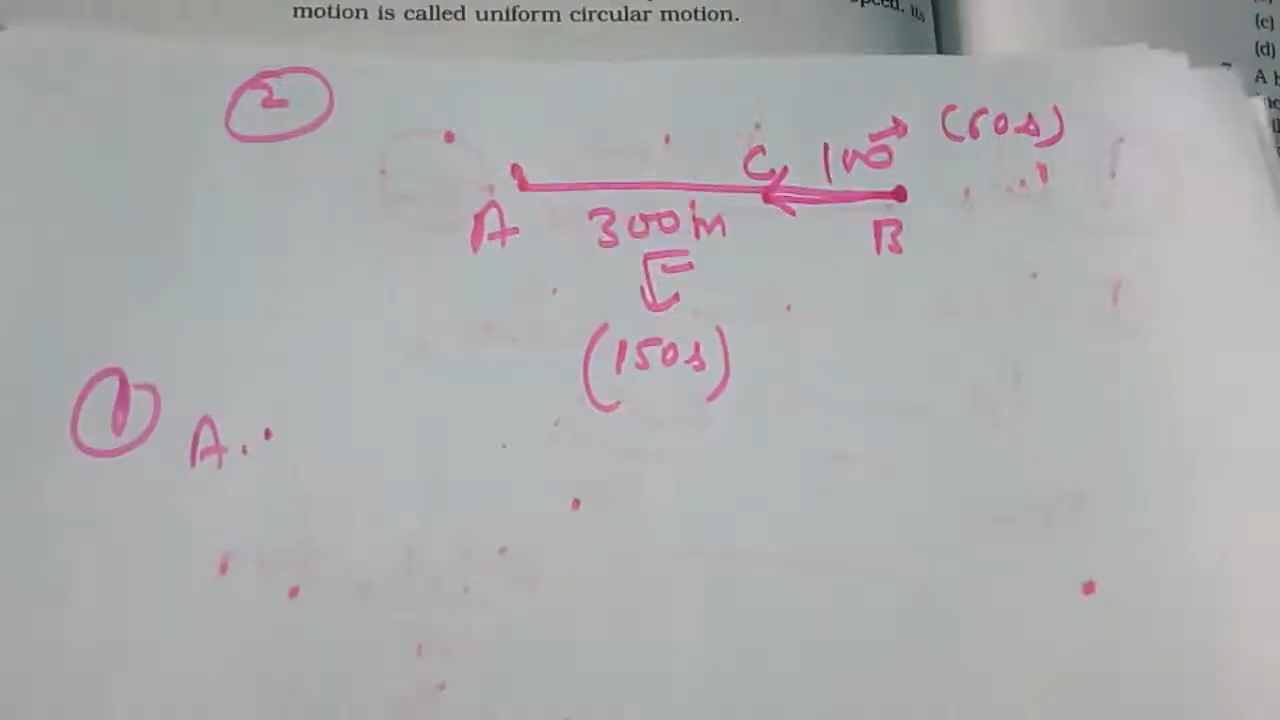 motion is called uniform circular motion.
(c)
(d)
2
C 100 (60s)
A 300m B
(150s)
1 A.